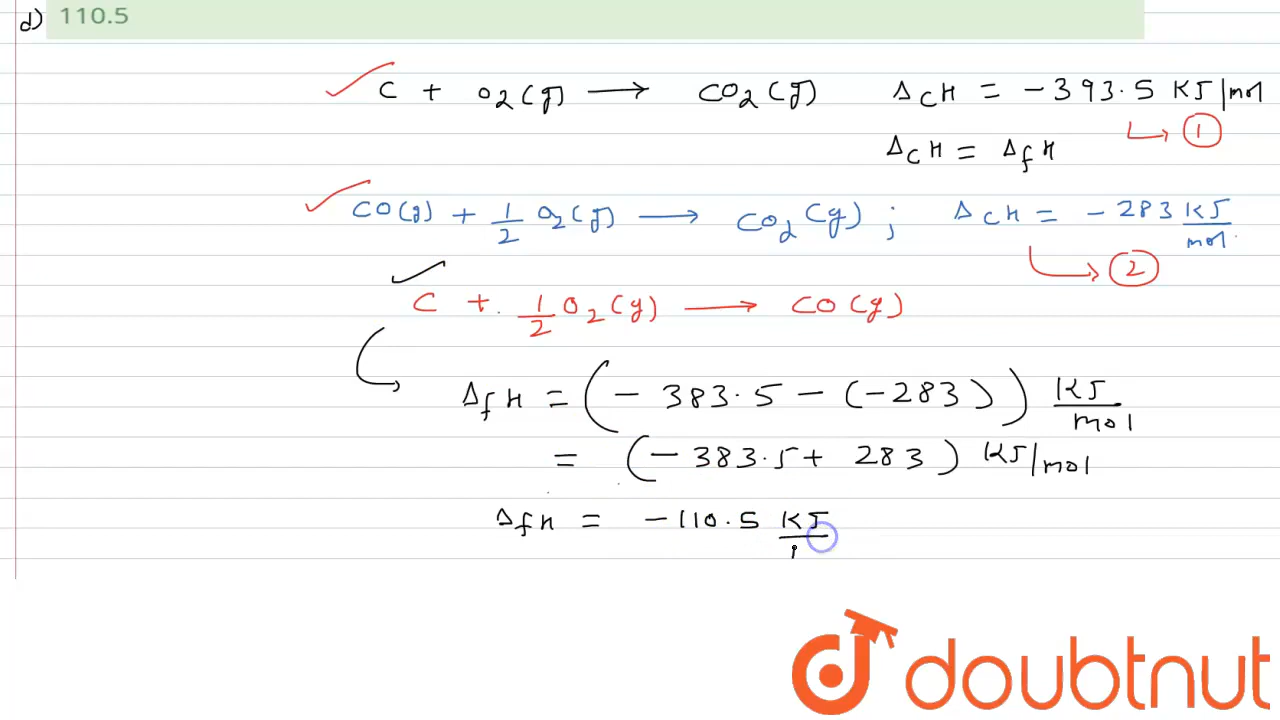 d) 110.5
C + O2(g) ⟶ CO2(g) ΔCH = -393.5 KJ/mol
↳ ①
ΔCH = ΔfH
CO(g) + 1/2 O2(g) ⟶ CO2(g) ; ΔCH = -283 KJ/mol.
↳ ②
C + 1/2 O2(g) ⟶ CO(g)
ΔfH = (-383.5 - (-283)) KJ/mol
= (-383.5 + 283) KJ/mol
ΔfH = -110.5 KJ/
doubtnut